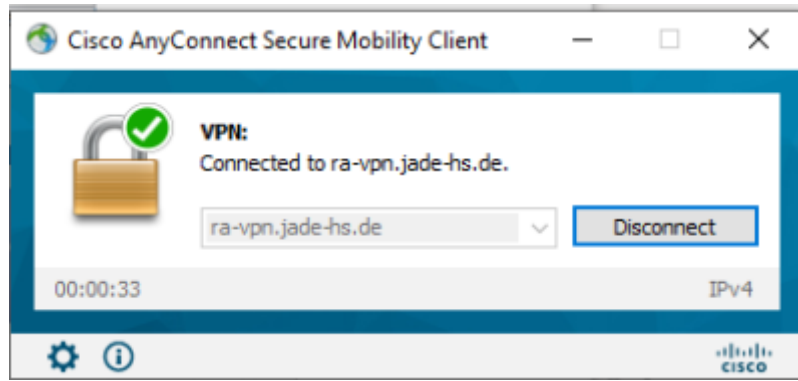 Cisco AnyConnect Secure Mobility Client
VPN:
Connected to ra-vpn.jade-hs.de.
ra-vpn.jade-hs.de
Disconnect
00:00:33
IPv4
CISCO